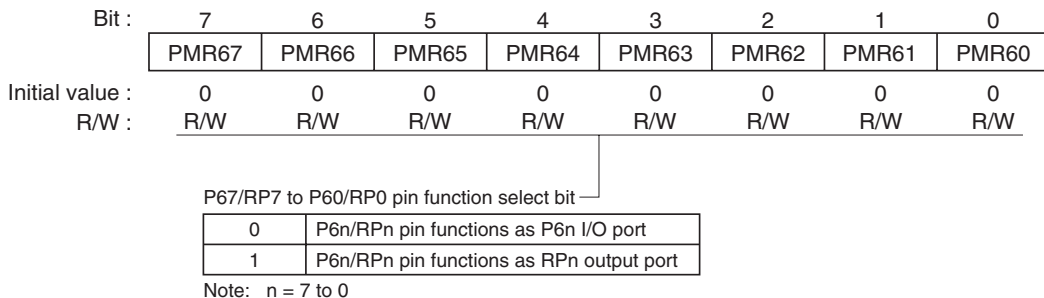 Bit : 7 6 5 4 3 2 1 0
PMR67 PMR66 PMR65 PMR64 PMR63 PMR62 PMR61 PMR60
Initial value : 0 0 0 0 0 0 0 0
R/W : R/W R/W R/W R/W R/W R/W R/W R/W
P67/RP7 to P60/RP0 pin function select bit
0 P6n/RPn pin functions as P6n I/O port
1 P6n/RPn pin functions as RPn output port
Note: n = 7 to 0